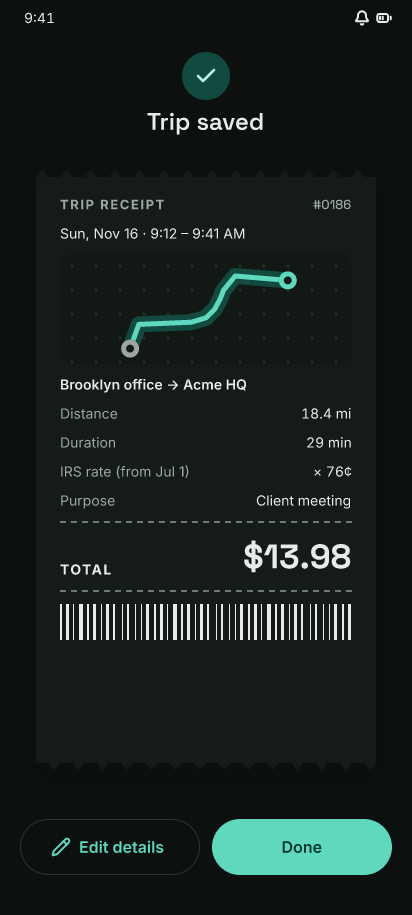 9:41
Trip saved
TRIP RECEIPT #0186
Sun, Nov 16 · 9:12 – 9:41 AM
Brooklyn office → Acme HQ
Distance 18.4 mi
Duration 29 min
IRS rate (from Jul 1) × 76¢
Purpose Client meeting
TOTAL $13.98
Edit details
Done